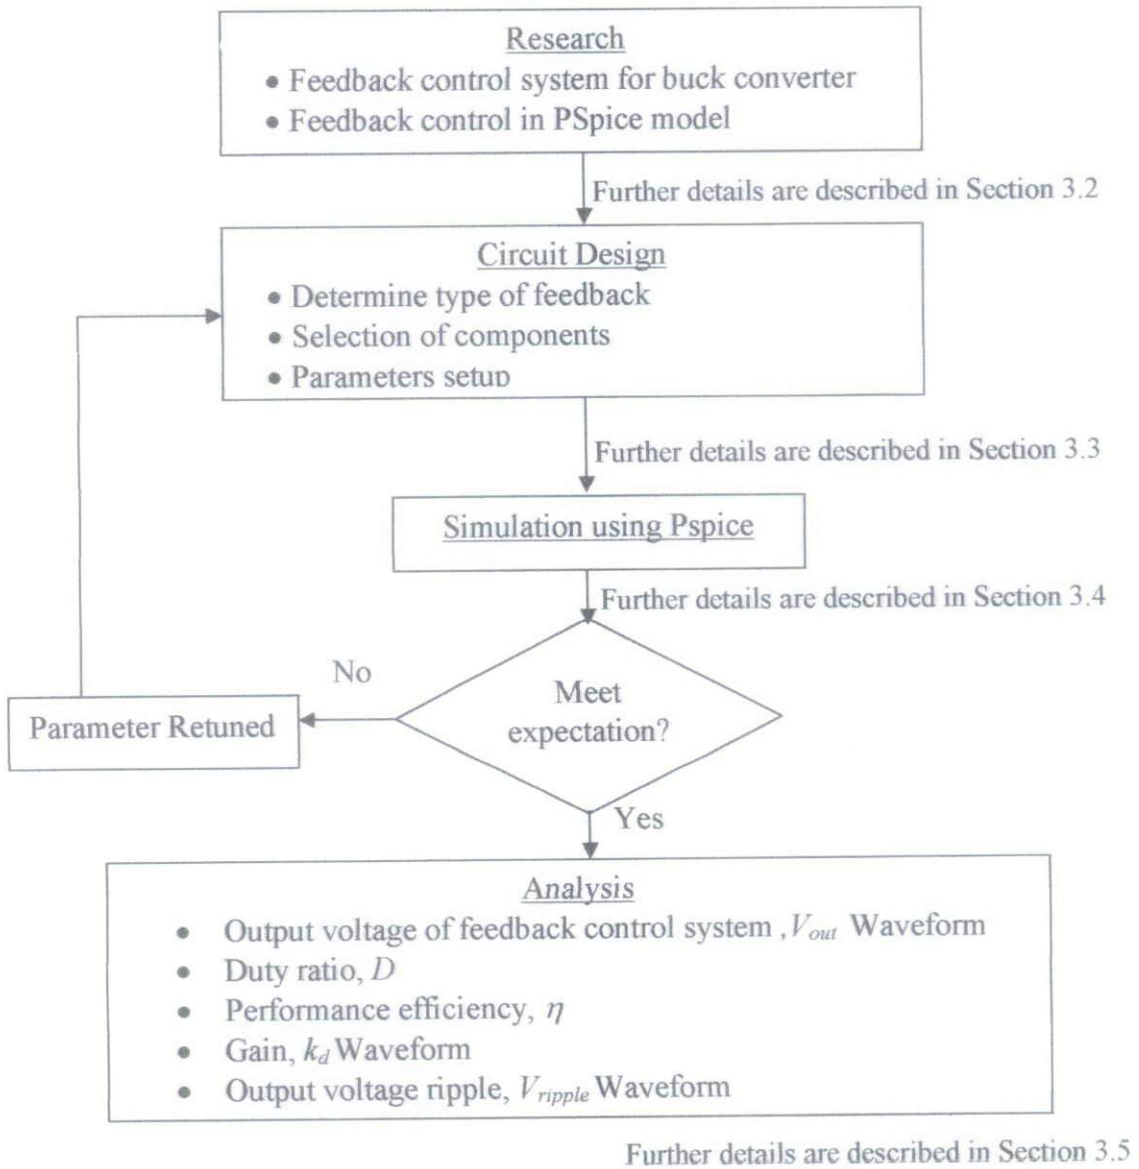 Research
• Feedback control system for buck converter
• Feedback control in PSpice model
Further details are described in Section 3.2
Circuit Design
• Determine type of feedback
• Selection of components
• Parameters setup
Further details are described in Section 3.3
Simulation using Pspice
Further details are described in Section 3.4
No
Meet
expectation?
Parameter Retuned
Yes
Analysis
• Output voltage of feedback control system ,Vout Waveform
• Duty ratio, D
• Performance efficiency, η
• Gain, kd Waveform
• Output voltage ripple, Vripple Waveform
Further details are described in Section 3.5